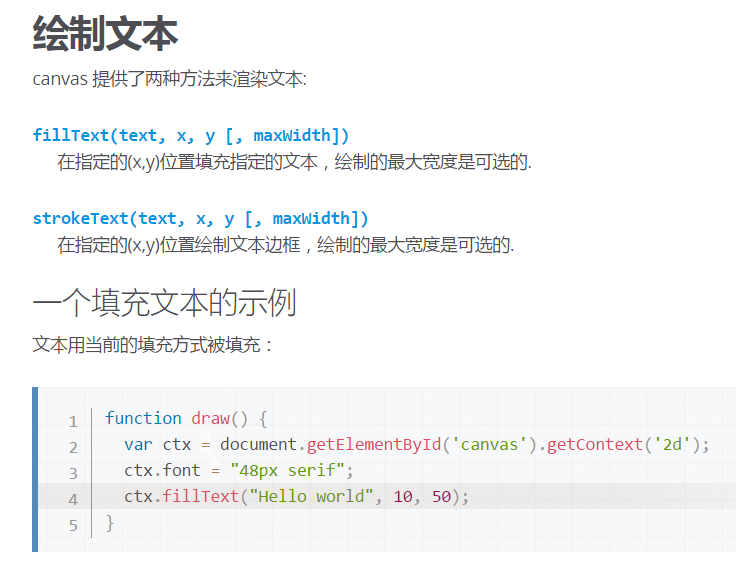 绘制文本
canvas 提供了两种方法来渲染文本:
fillText(text, x, y [, maxWidth])
在指定的(x,y)位置填充指定的文本，绘制的最大宽度是可选的.
strokeText(text, x, y [, maxWidth])
在指定的(x,y)位置绘制文本边框，绘制的最大宽度是可选的.
一个填充文本的示例
文本用当前的填充方式被填充：
1 function draw() {
2   var ctx = document.getElementById('canvas').getContext('2d');
3   ctx.font = "48px serif";
4   ctx.fillText("Hello world", 10, 50);
5 }